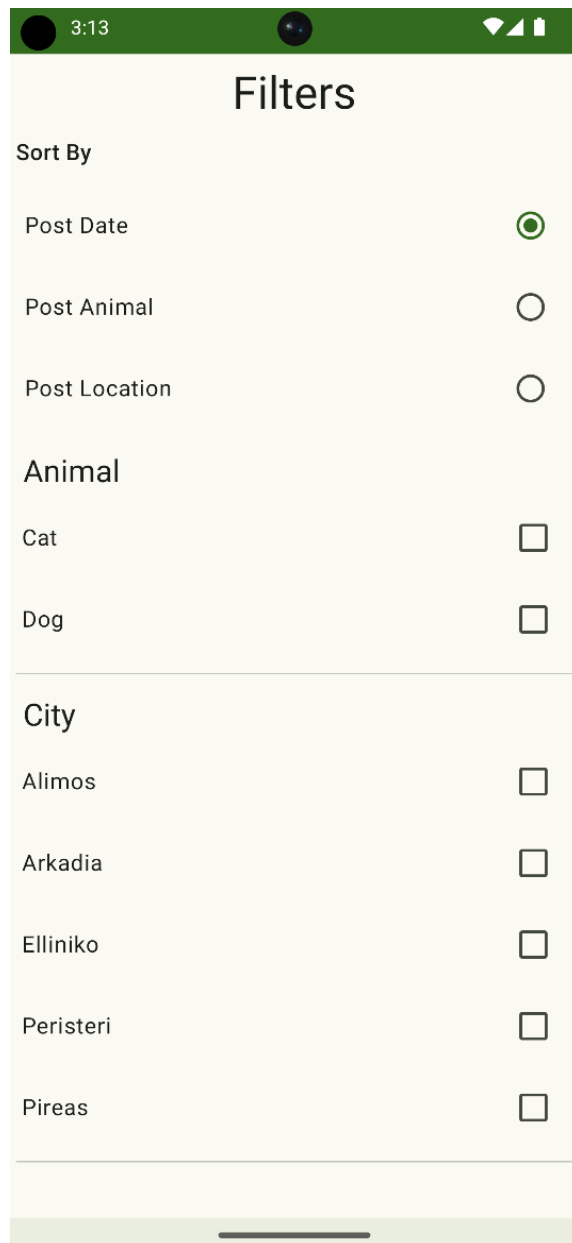 3:13
Filters
Sort By
Post Date
Post Animal
Post Location
Animal
Cat
Dog
City
Alimos
Arkadia
Elliniko
Peristeri
Pireas